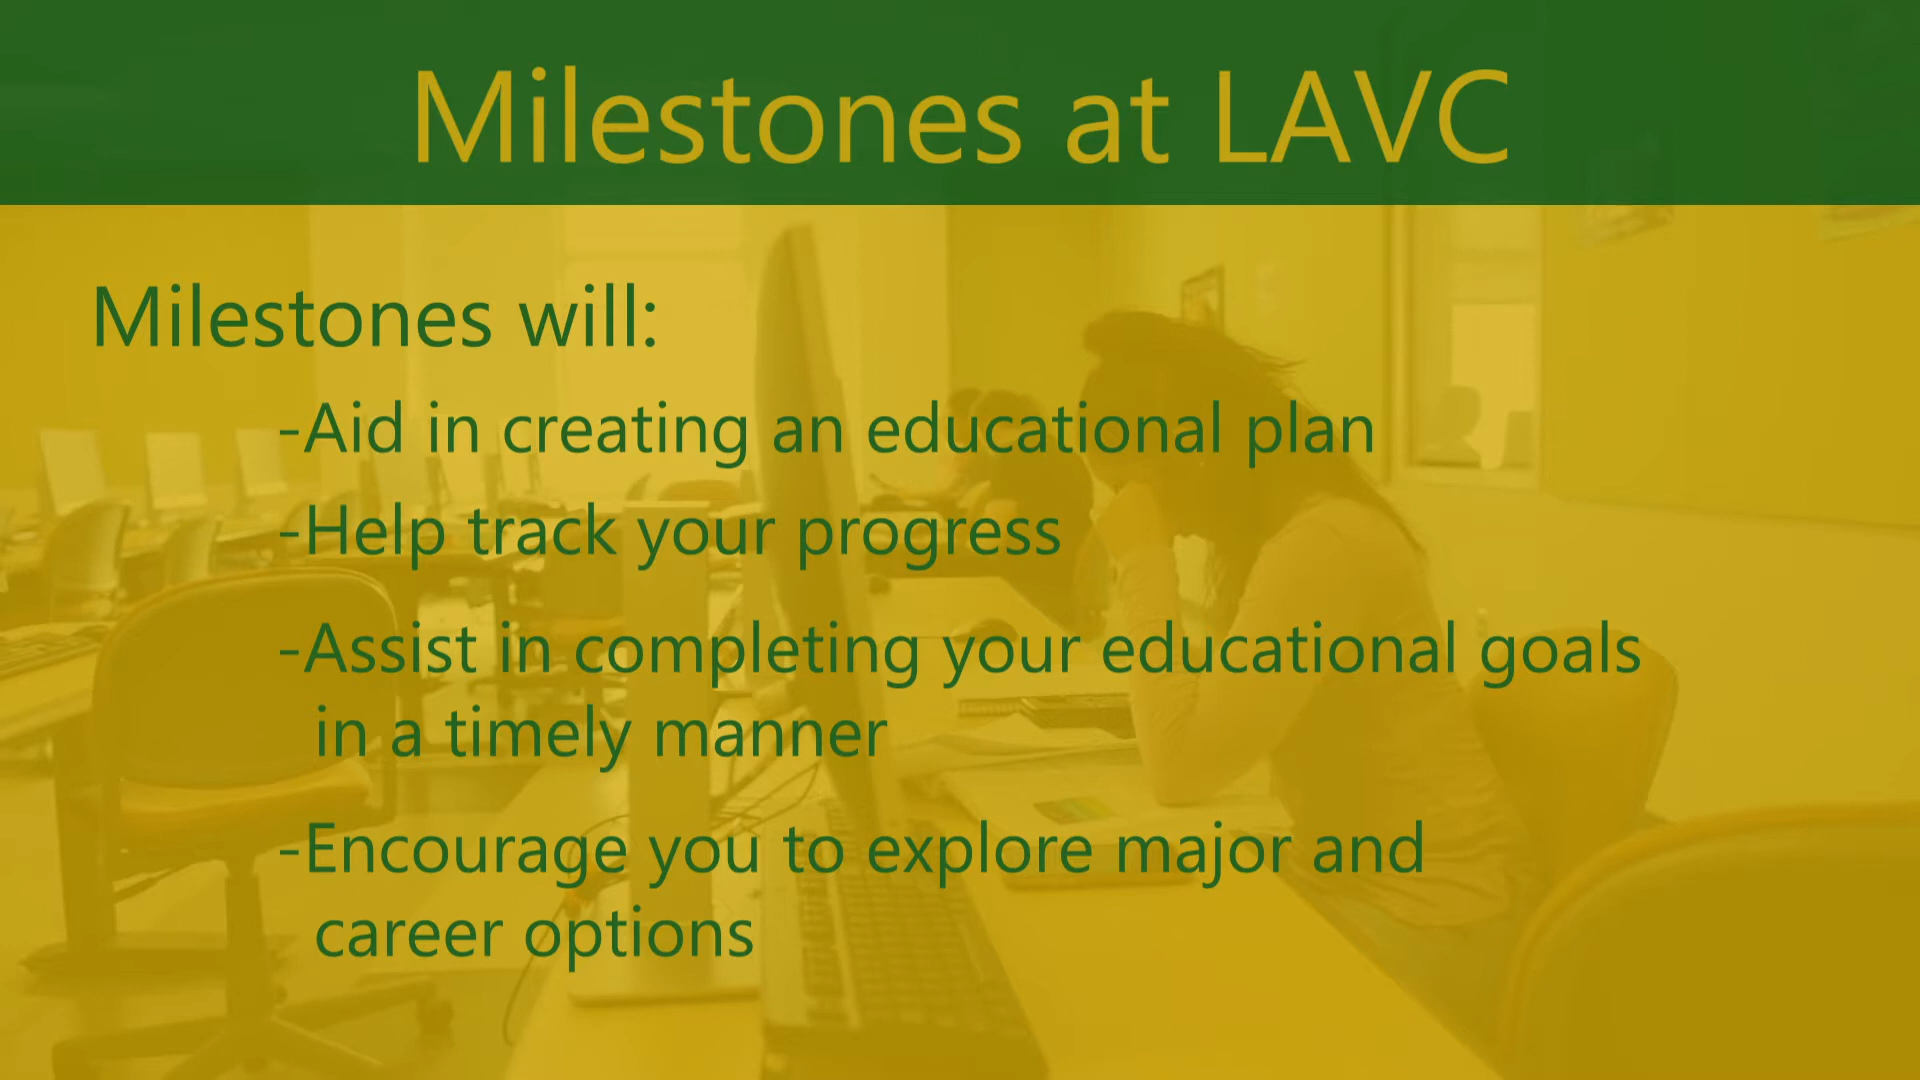 Milestones at LAVC
Milestones will:
-Aid in creating an educational plan
-Help track your progress
-Assist in completing your educational goals
in a timely manner
-Encourage you to explore major and
career options